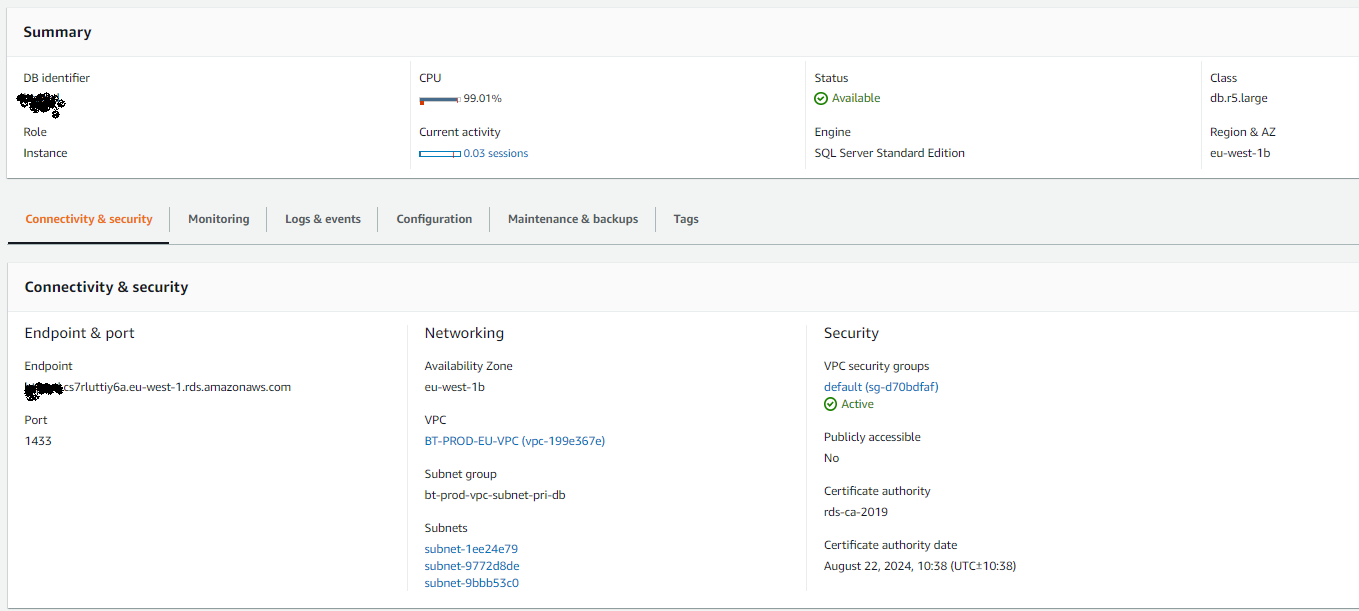 Summary
DB identifier
CPU
99.01%
Status
Available
Class
db.r5.large
Role
Instance
Current activity
0.03 sessions
Engine
SQL Server Standard Edition
Region & AZ
eu-west-1b
Connectivity & security
Monitoring
Logs & events
Configuration
Maintenance & backups
Tags
Connectivity & security
Endpoint & port
Endpoint
.cs7rluttiy6a.eu-west-1.rds.amazonaws.com
Port
1433
Networking
Availability Zone
eu-west-1b
VPC
BT-PROD-EU-VPC (vpc-199e367e)
Subnet group
bt-prod-vpc-subnet-pri-db
Subnets
subnet-1ee24e79
subnet-9772d8de
subnet-9bbb53c0
Security
VPC security groups
default (sg-d70bdfaf)
Active
Publicly accessible
No
Certificate authority
rds-ca-2019
Certificate authority date
August 22, 2024, 10:38 (UTC±10:38)